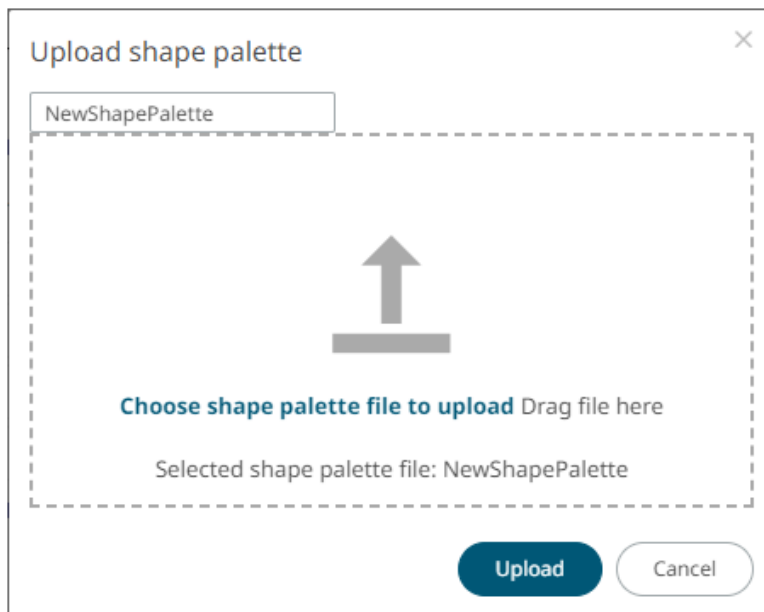 Upload shape palette
NewShapePalette
Choose shape palette file to upload Drag file here
Selected shape palette file: NewShapePalette
Upload Cancel